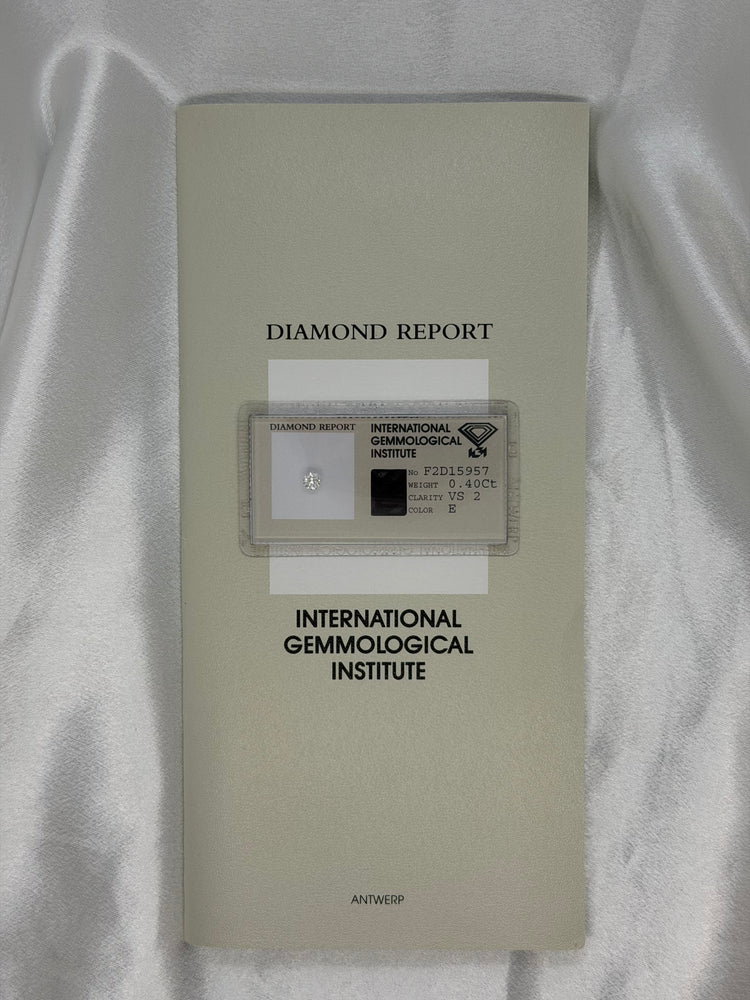 DIAMOND REPORT
DIAMOND REPORT
INTERNATIONAL
GEMMOLOGICAL
INSTITUTE
IGI
No F2D15957
WEIGHT 0.40Ct
CLARITY VS 2
COLOR E
INTERNATIONAL
GEMMOLOGICAL
INSTITUTE
ANTWERP